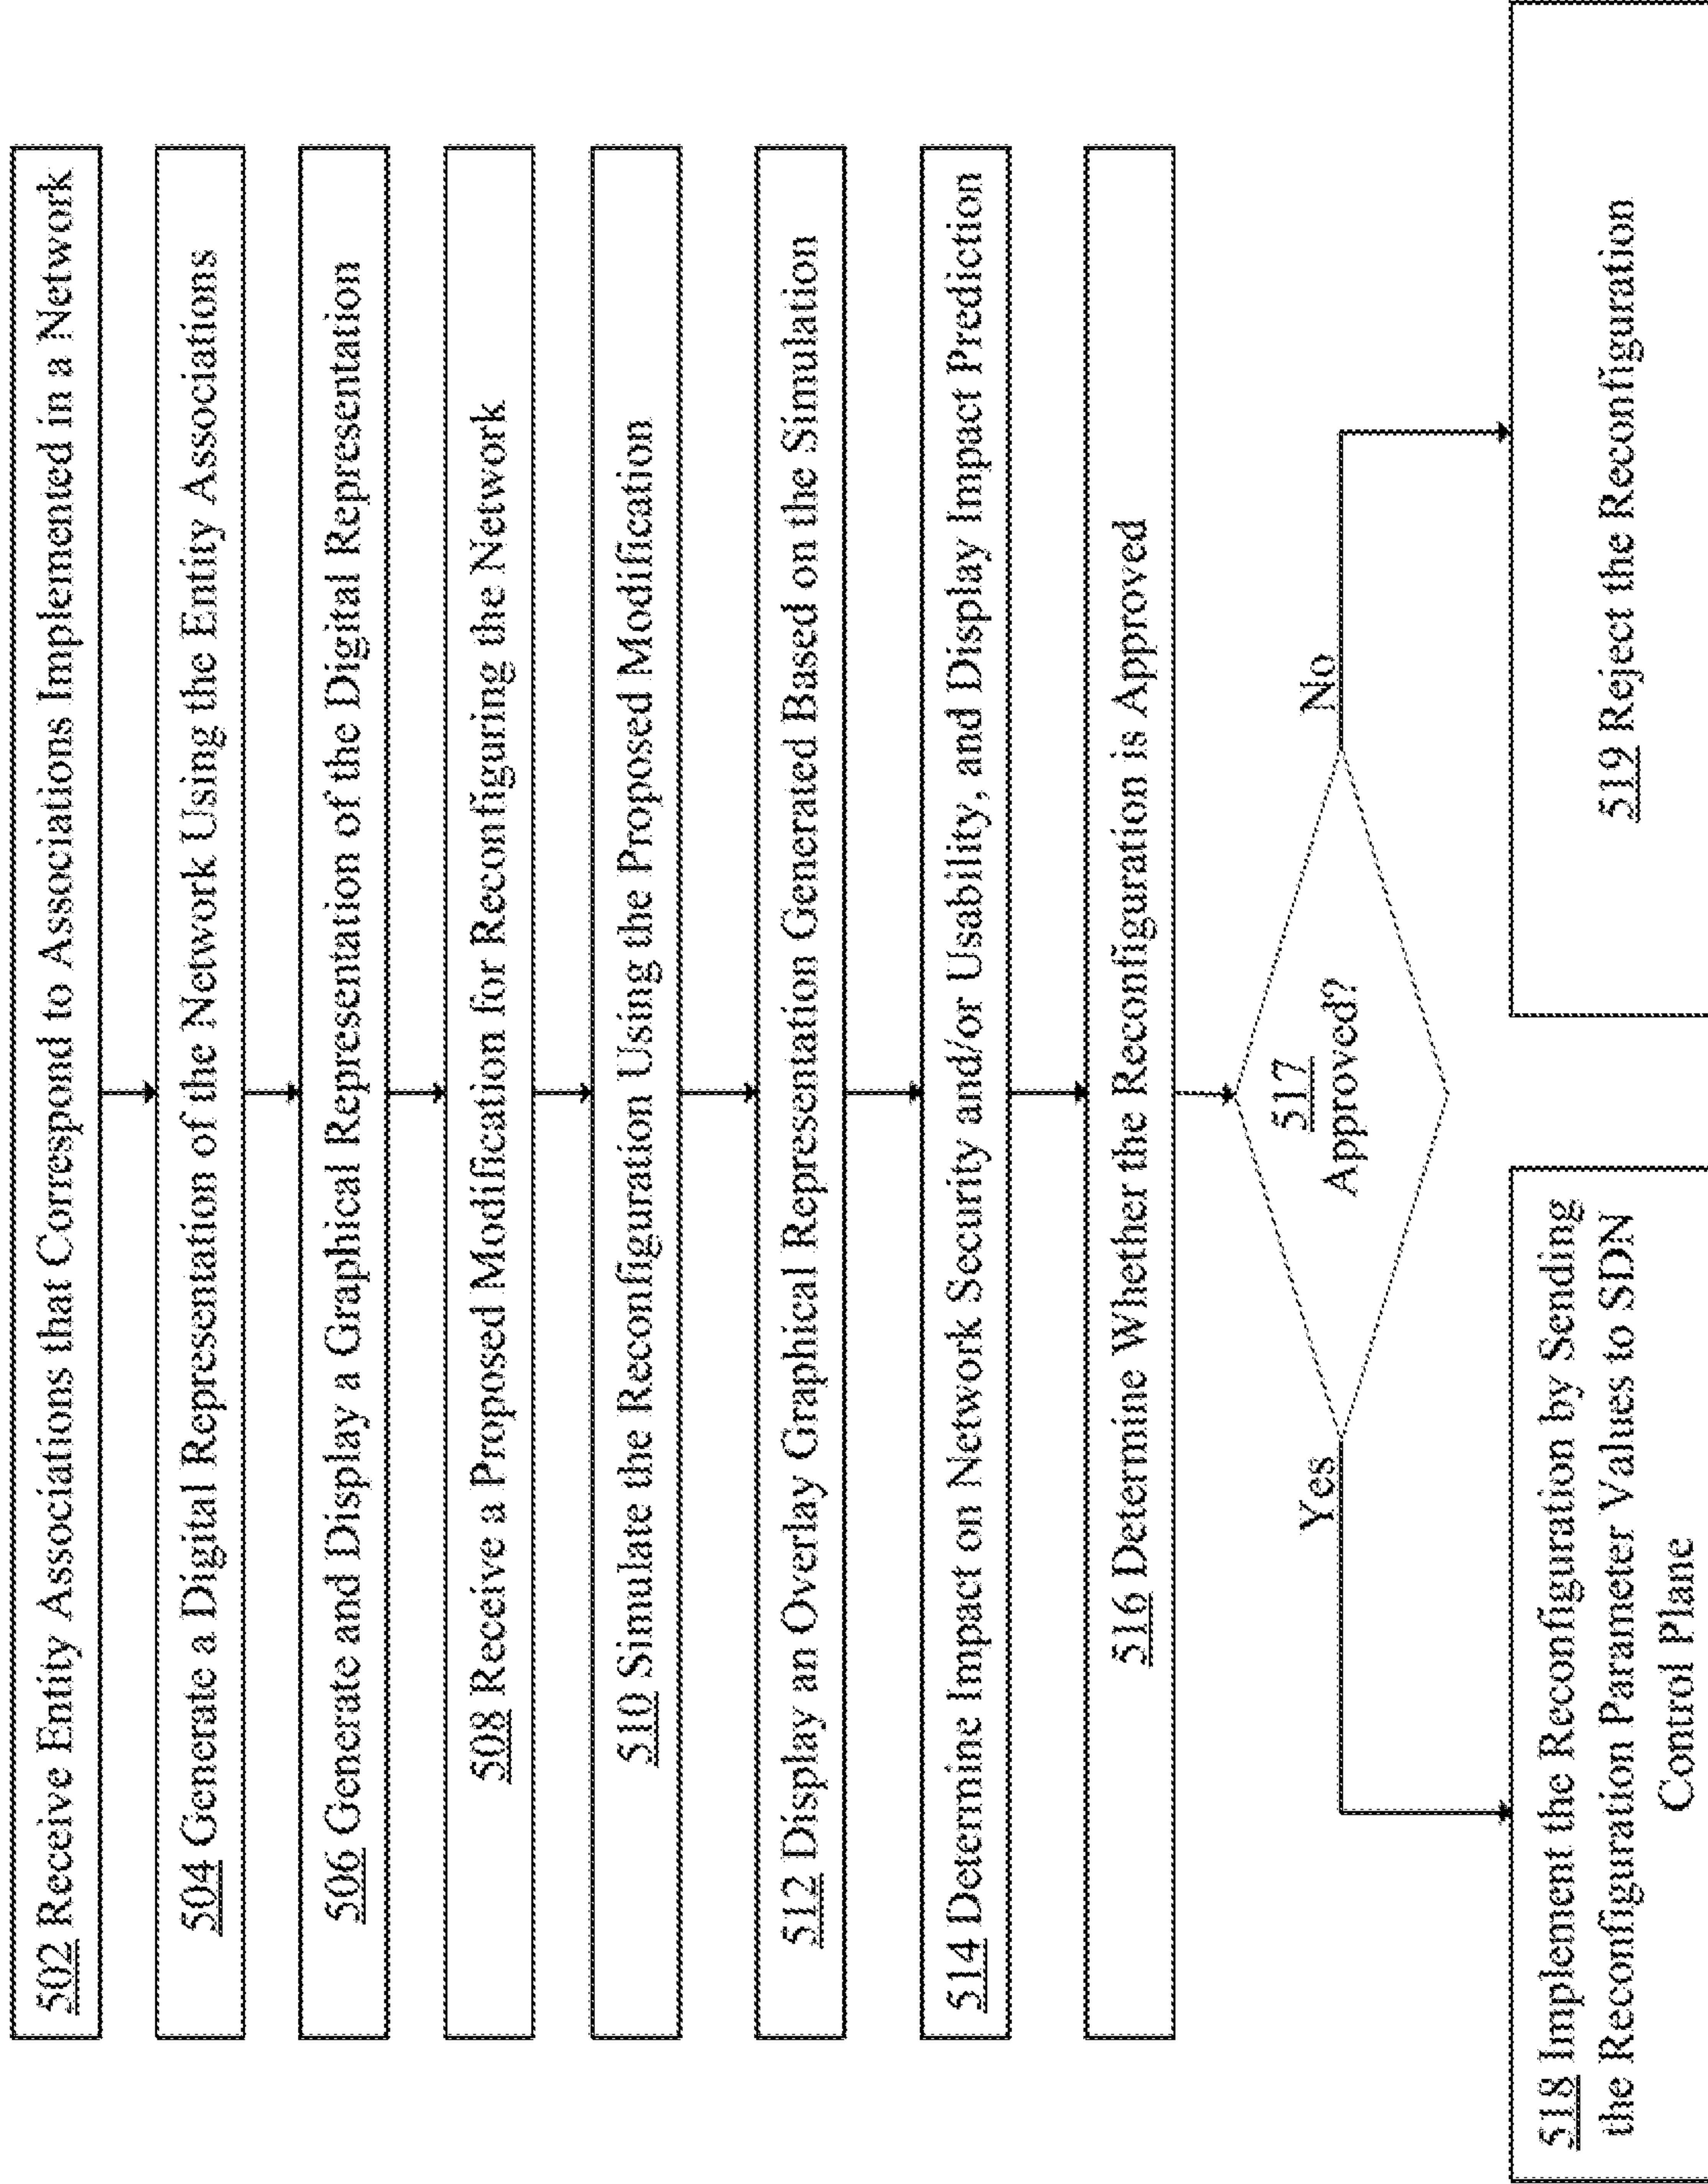 502 Receive Entity Associations that Correspond to Associations Implemented in a Network
504 Generate a Digital Representation of the Network Using the Entity Associations
506 Generate and Display a Graphical Representation of the Digital Representation
508 Receive a Proposed Modification for Reconfiguring the Network
510 Simulate the Reconfiguration Using the Proposed Modification
512 Display an Overlay Graphical Representation Generated Based on the Simulation
514 Determine Impact on Network Security and/or Usability, and Display Impact Prediction
516 Determine Whether the Reconfiguration is Approved
517
Approved?
Yes
No
518 Implement the Reconfiguration by Sending
the Reconfiguration Parameter Values to SDN
Control Plane
519 Reject the Reconfiguration